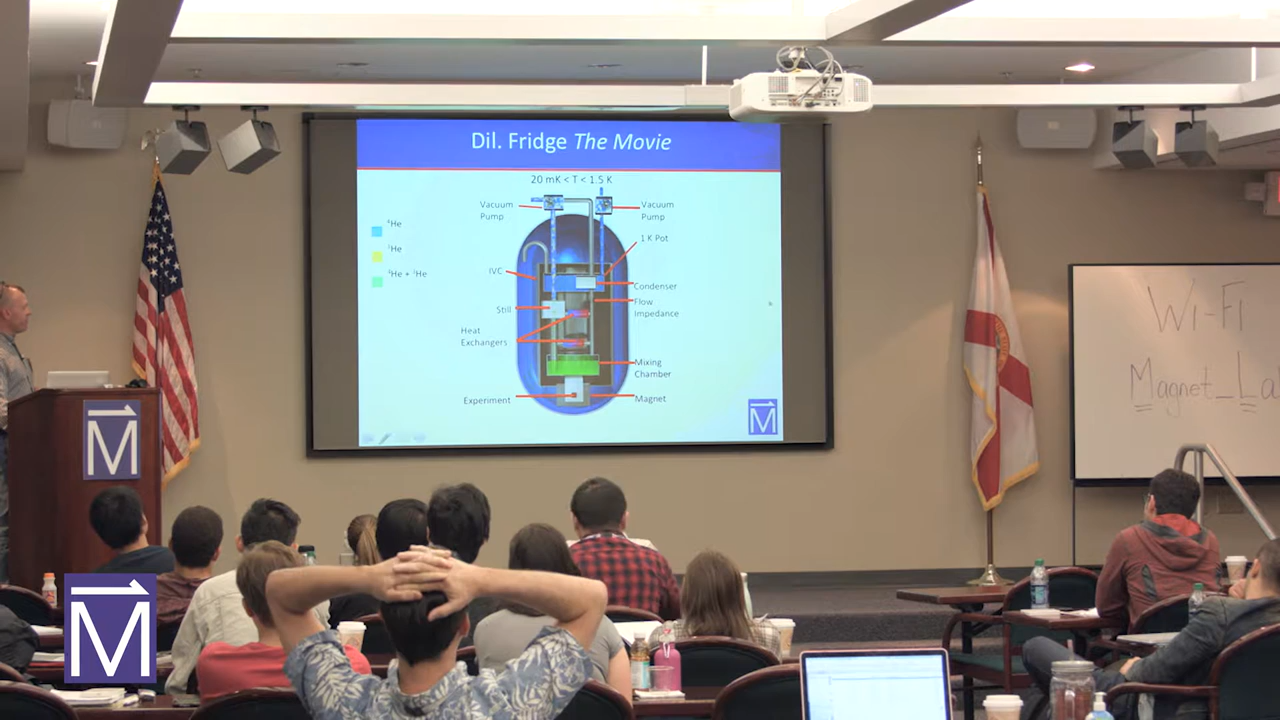 Dil. Fridge The Movie
20 mK < T < 1.5 K
Vacuum
Pump
Vacuum
Pump
⁴He
³He
³He + ⁴He
1 K Pot
IVC
Condenser
Still
Flow
Impedance
Heat
Exchangers
Mixing
Chamber
Experiment
Magnet
M
M
M
Wi-Fi
Magnet_La